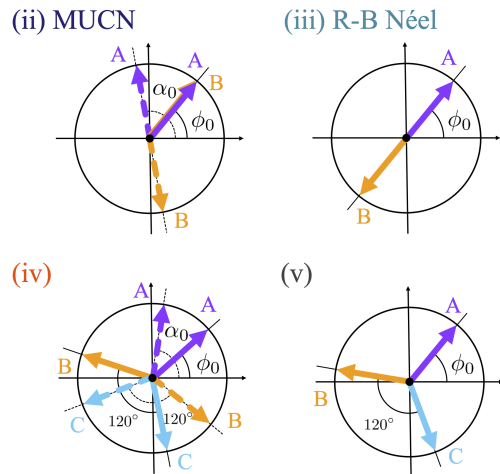 (ii) MUCN
(iii) R-B Néel
A
α₀
B
ϕ₀
B
A
ϕ₀
B
(iv)
(v)
A
A
α₀
B
ϕ₀
120°
120°
C
B
C
A
ϕ₀
B
120°
C